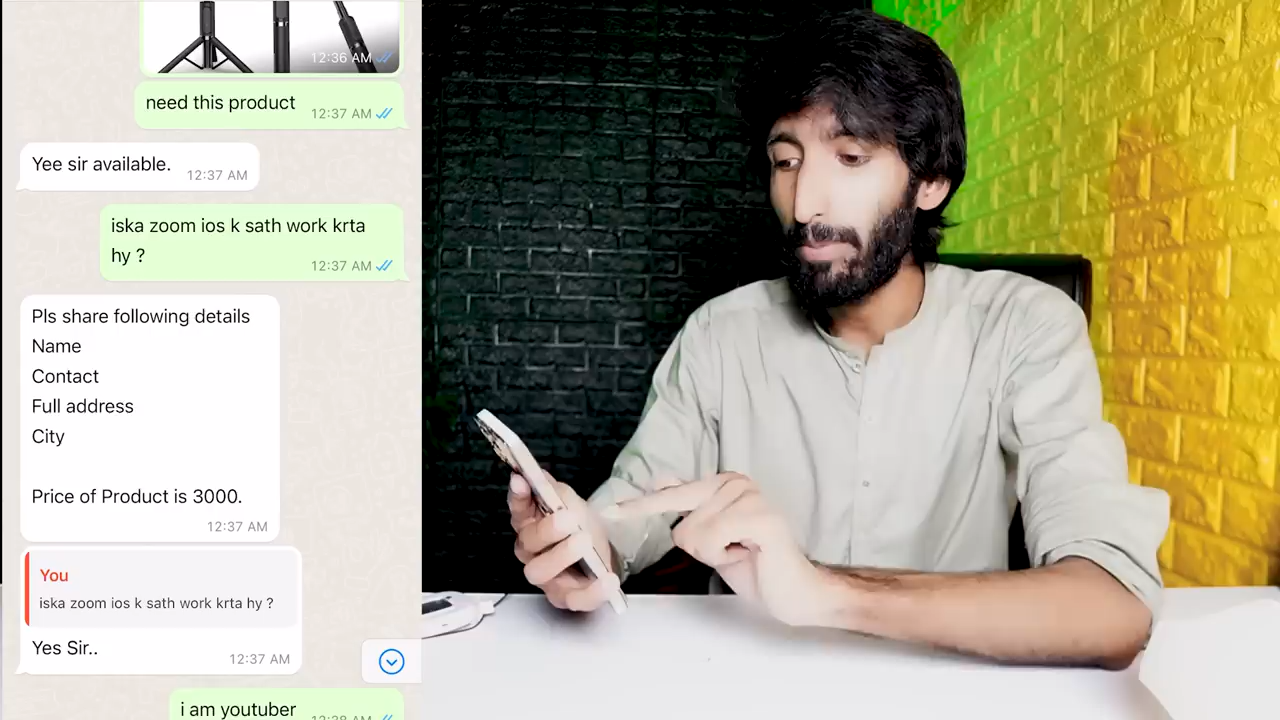 12:36 AM
need this product
12:37 AM
Yee sir available.
12:37 AM
iska zoom ios k sath work krta
hy ?
12:37 AM
Pls share following details
Name
Contact
Full address
City
Price of Product is 3000.
12:37 AM
You
iska zoom ios k sath work krta hy ?
Yes Sir..
12:37 AM
i am youtuber
12:38 AM